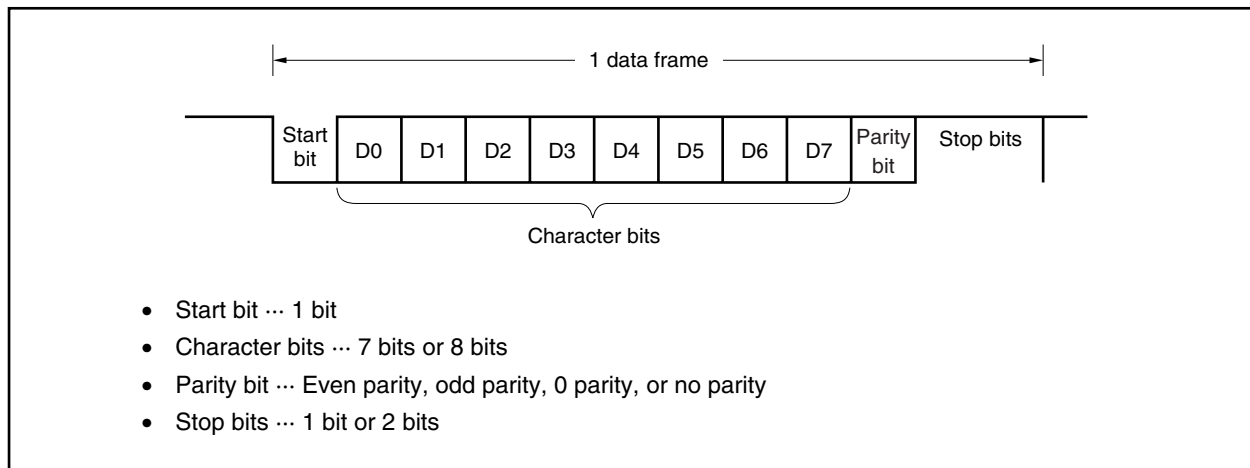 1 data frame
Start bit D0 D1 D2 D3 D4 D5 D6 D7 Parity bit Stop bits
Character bits
• Start bit ⋯ 1 bit
• Character bits ⋯ 7 bits or 8 bits
• Parity bit ⋯ Even parity, odd parity, 0 parity, or no parity
• Stop bits ⋯ 1 bit or 2 bits